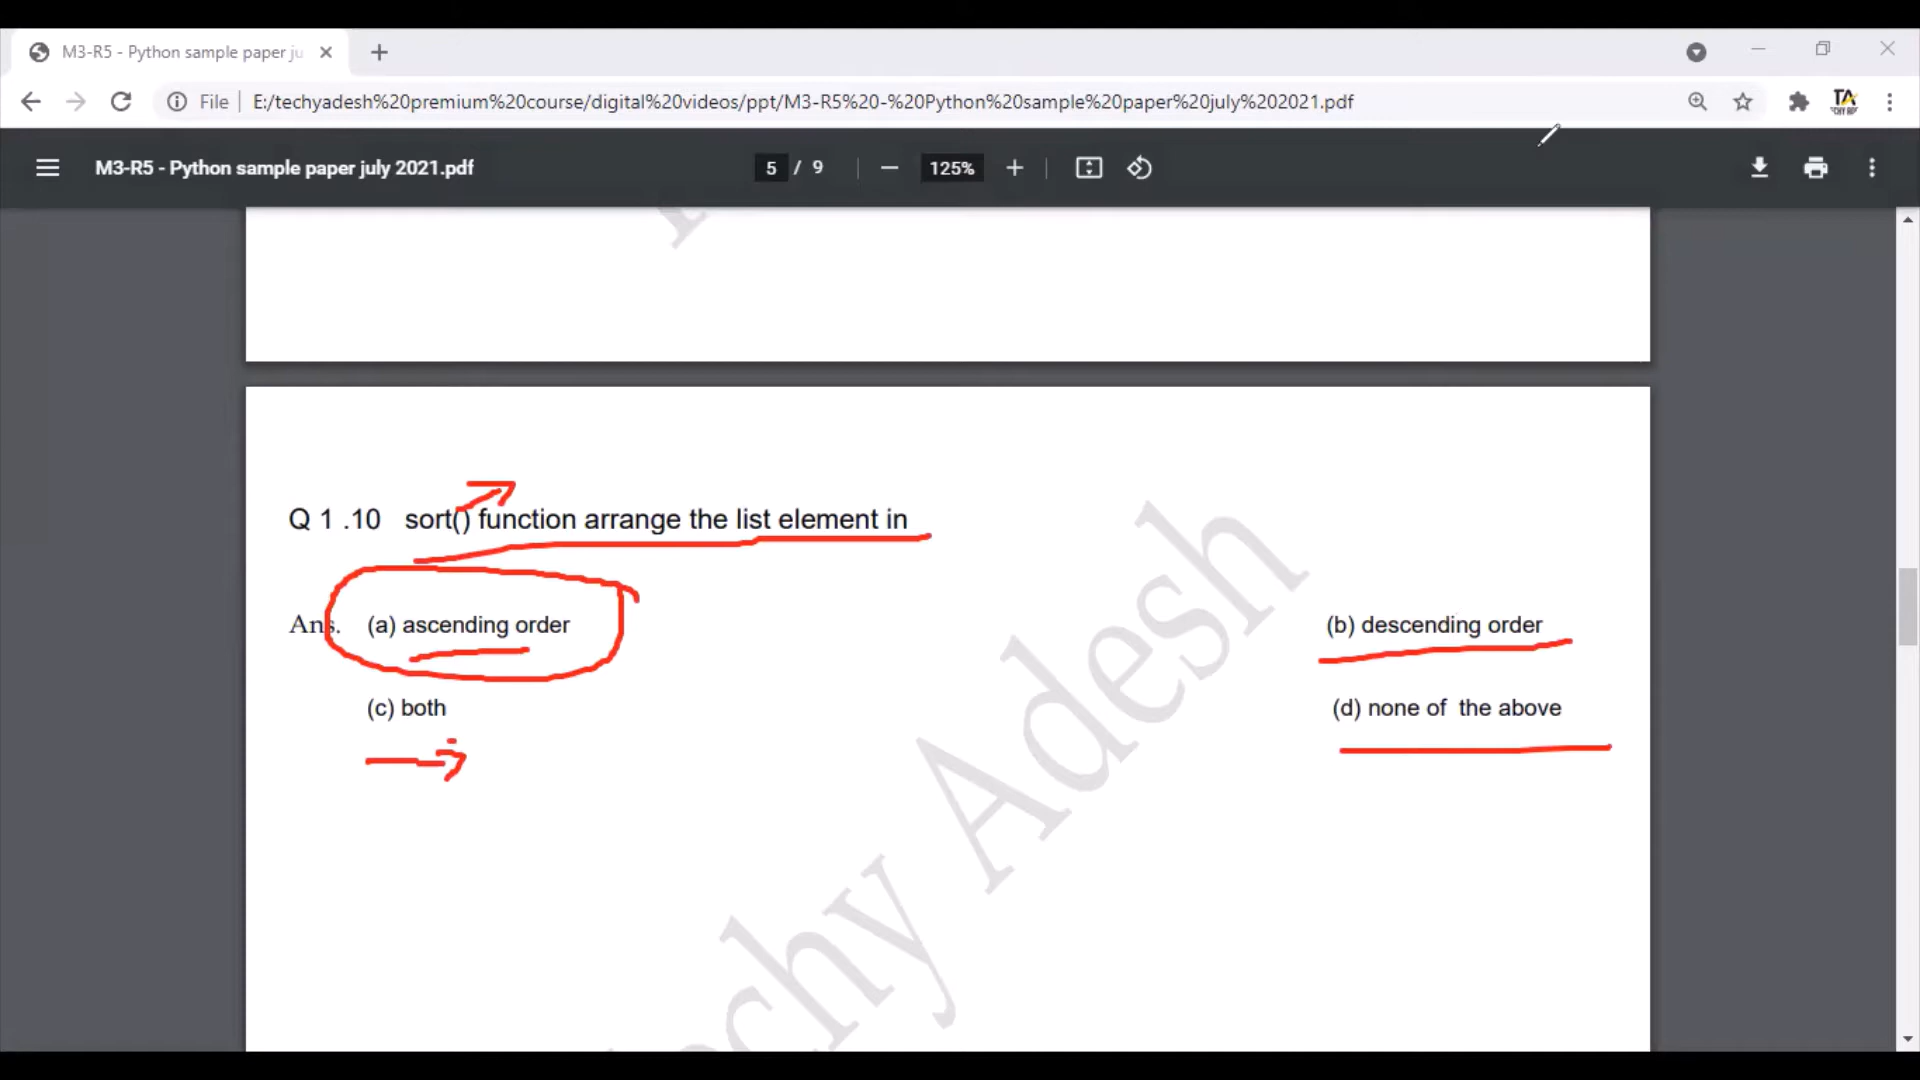 M3-R5 - Python sample paper ju
File E:/techyadesh%20premium%20course/digital%20videos/ppt/M3-R5%20-%20Python%20sample%20paper%20july%202021.pdf
TA
M3-R5 - Python sample paper july 2021.pdf 5 / 9 125%
Q 1 .10 sort() function arrange the list element in
Ans. (a) ascending order (b) descending order
(c) both (d) none of the above
Techy Adesh